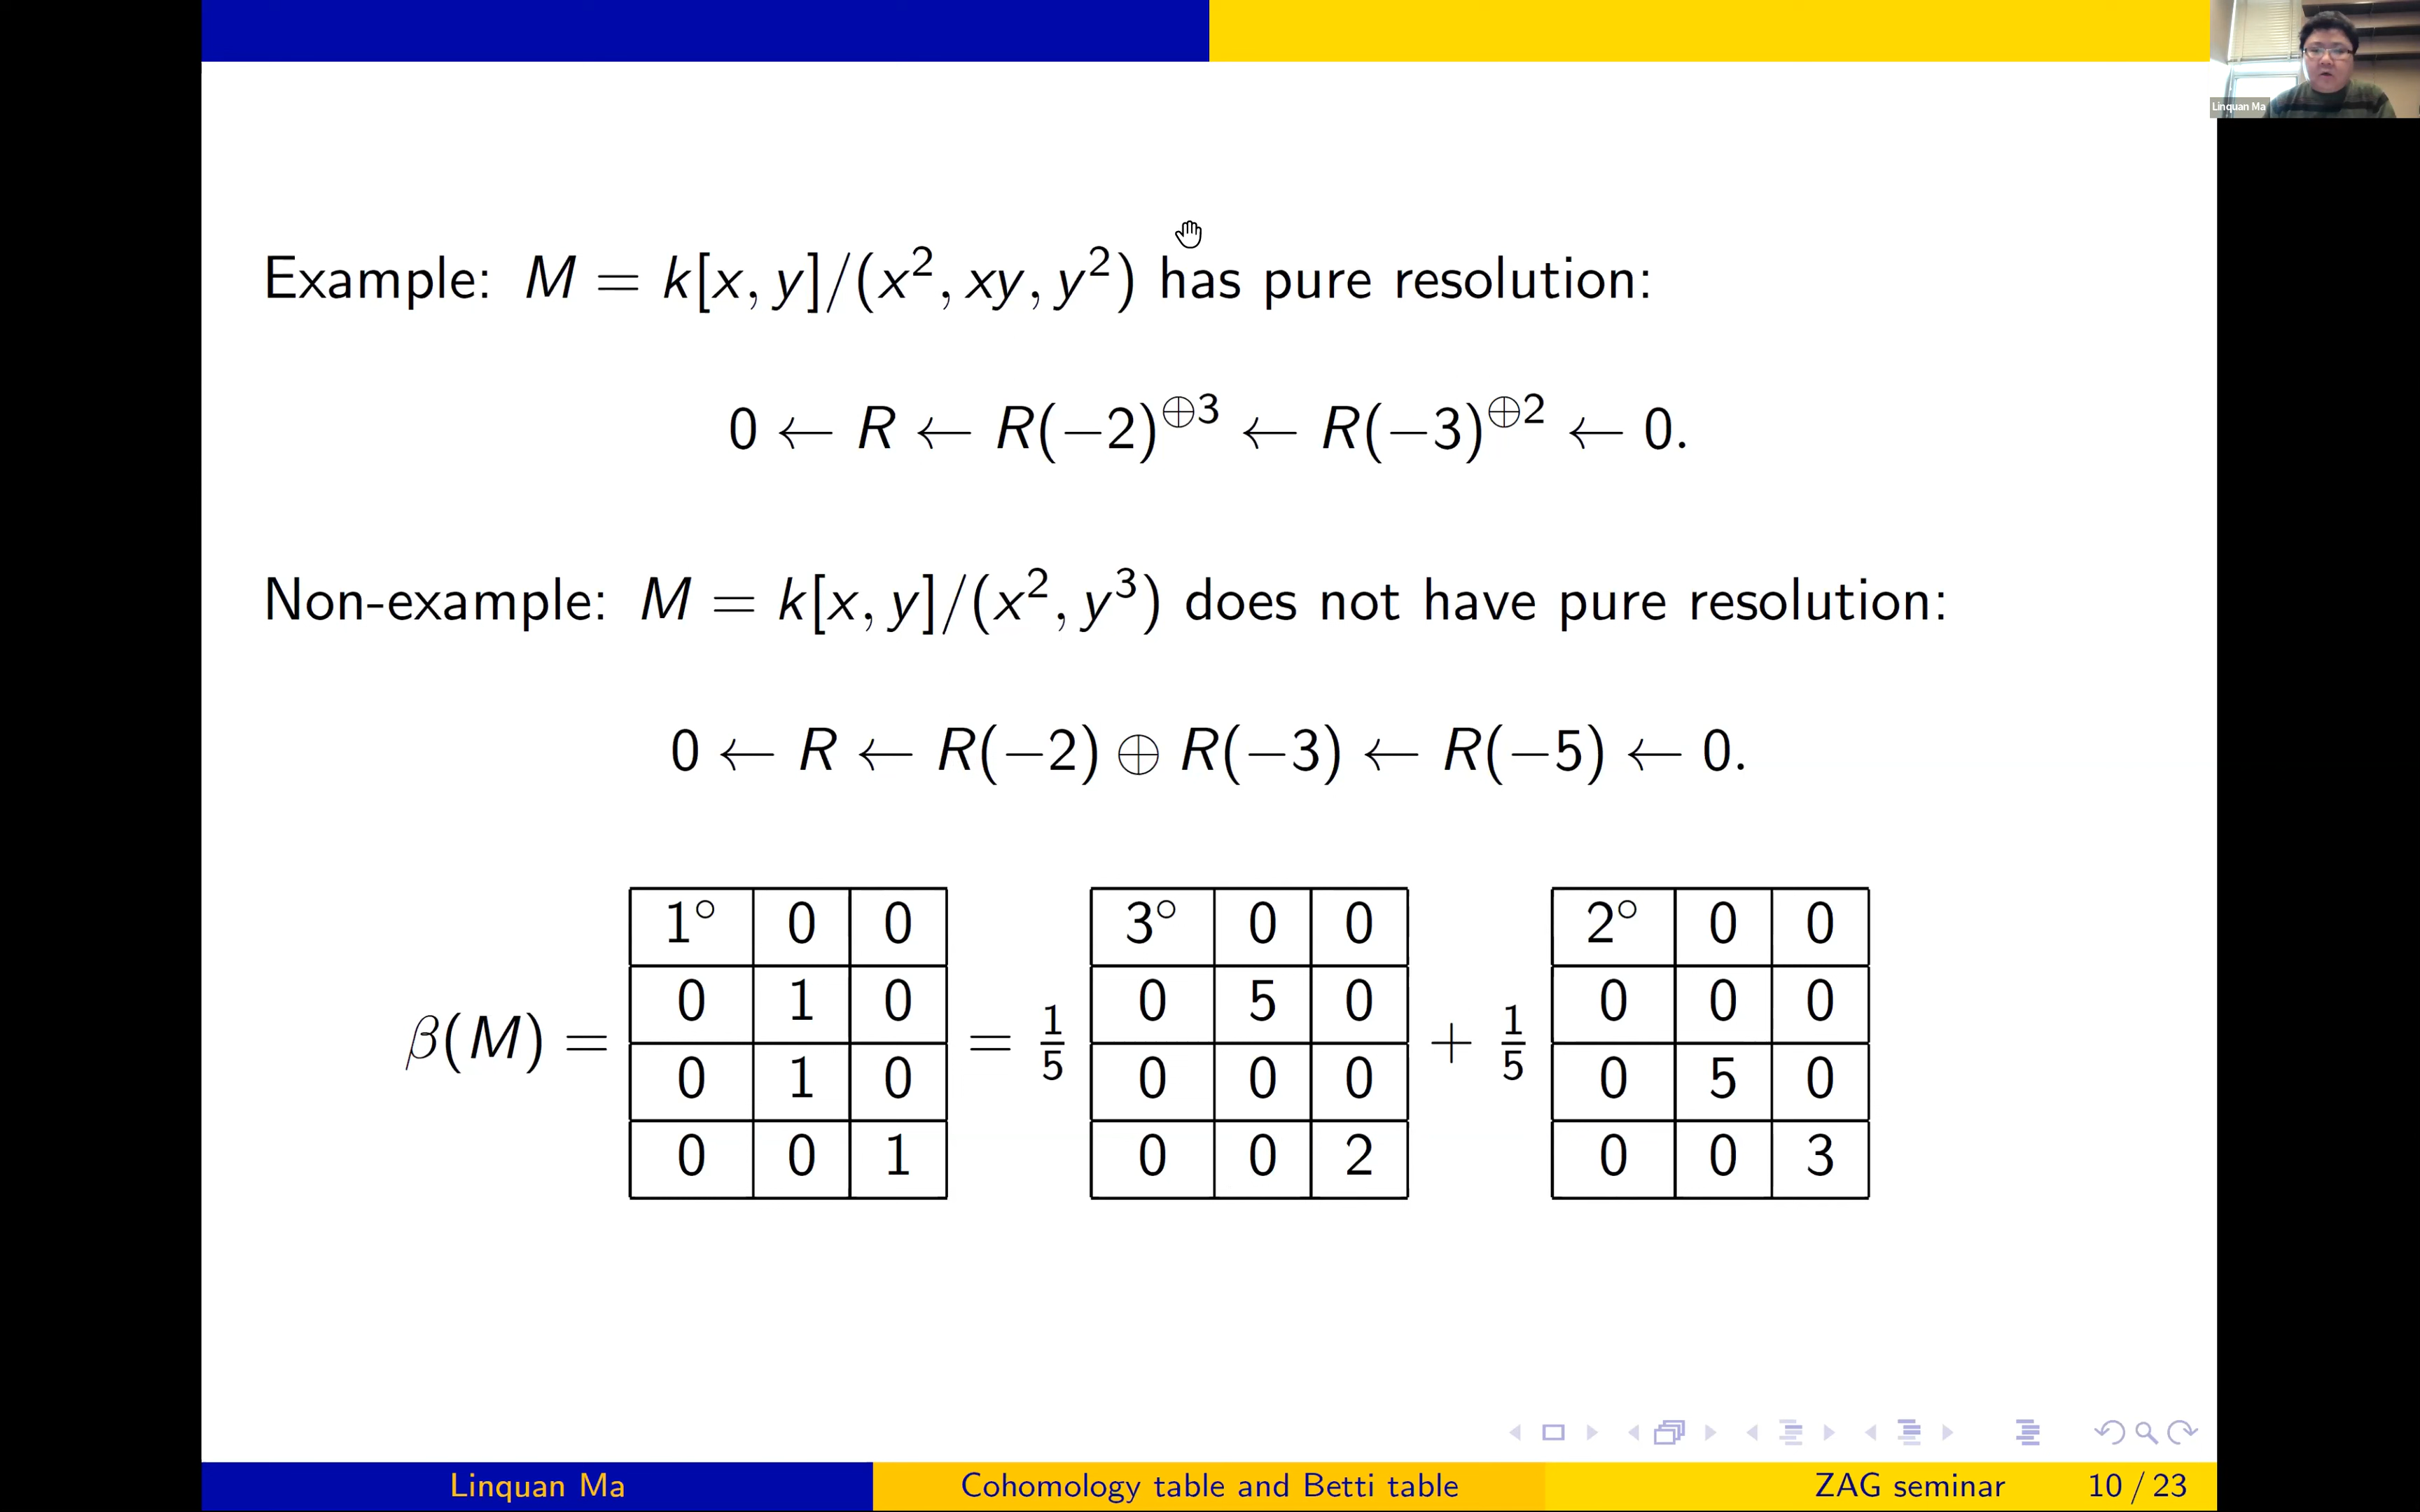 Linquan Ma
Example: M = k[x, y]/(x², xy, y²) has pure resolution:
0 ← R ← R(−2)^⊕3 ← R(−3)^⊕2 ← 0.
Non-example: M = k[x, y]/(x², y³) does not have pure resolution:
0 ← R ← R(−2) ⊕ R(−3) ← R(−5) ← 0.
1° 0 0 3° 0 0 2° 0 0
0 1 0 0 5 0 0 0 0
β(M) = = 1/5 + 1/5
0 1 0 0 0 0 0 5 0
0 0 1 0 0 2 0 0 3
Linquan Ma Cohomology table and Betti table ZAG seminar 10 / 23